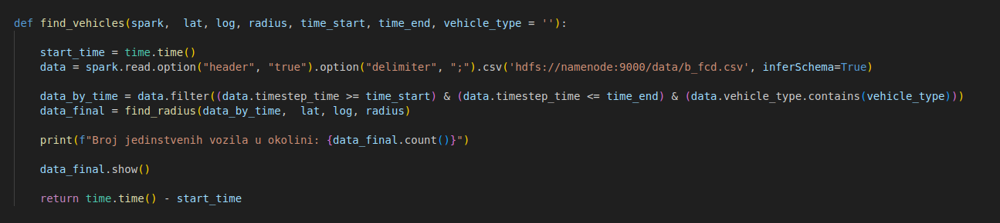 def find_vehicles(spark,  lat, log, radius, time_start, time_end, vehicle_type = ''):
start_time = time.time()
data = spark.read.option("header", "true").option("delimiter", ";").csv('hdfs://namenode:9000/data/b_fcd.csv', inferSchema=True)
data_by_time = data.filter((data.timestep_time >= time_start) & (data.timestep_time <= time_end) & (data.vehicle_type.contains(vehicle_type)))
data_final = find_radius(data_by_time,  lat, log, radius)
print(f"Broj jedinstvenih vozila u okolini: {data_final.count()}")
data_final.show()
return time.time() - start_time